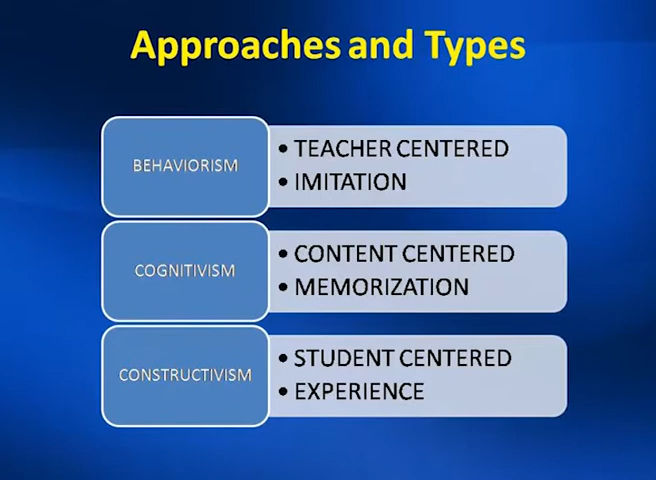 Approaches and Types
BEHAVIORISM
• TEACHER CENTERED
• IMITATION
COGNITIVISM
• CONTENT CENTERED
• MEMORIZATION
CONSTRUCTIVISM
• STUDENT CENTERED
• EXPERIENCE